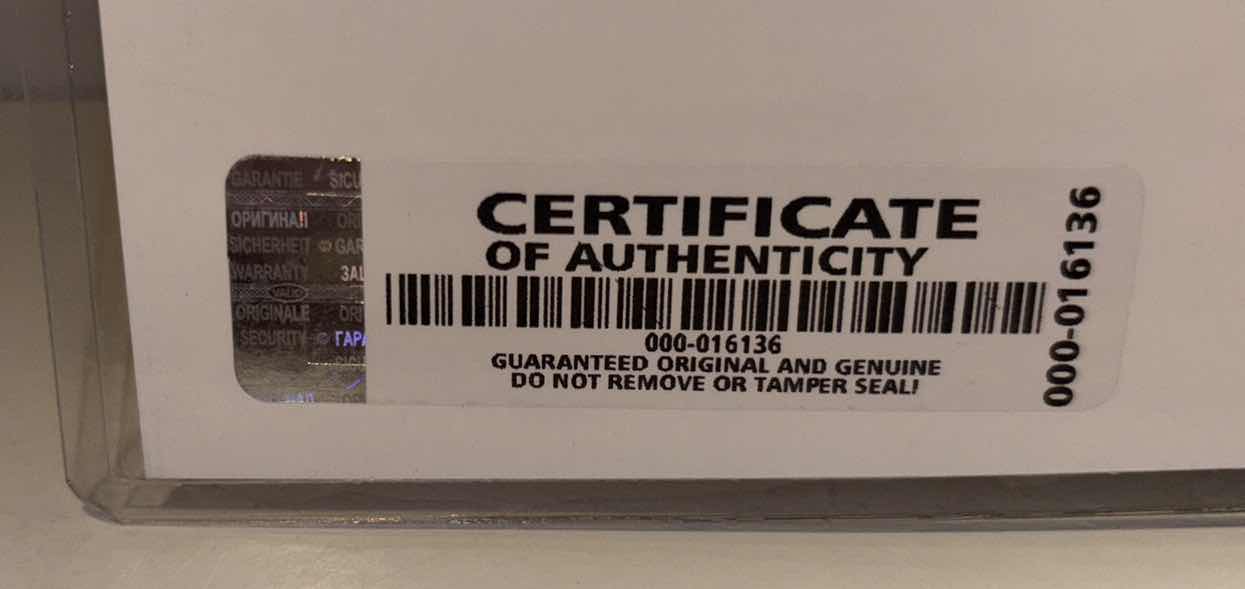 GARANTIE SICU
ОРИГИНАЛ ORI
SICHERHEIT © GAR
WARRANTY ЗАЩ
VALID
ORIGINALE ORI
SECURITY © ГАРА
CERTIFICATE
OF AUTHENTICITY
000-016136
GUARANTEED ORIGINAL AND GENUINE
DO NOT REMOVE OR TAMPER SEAL!
000-016136